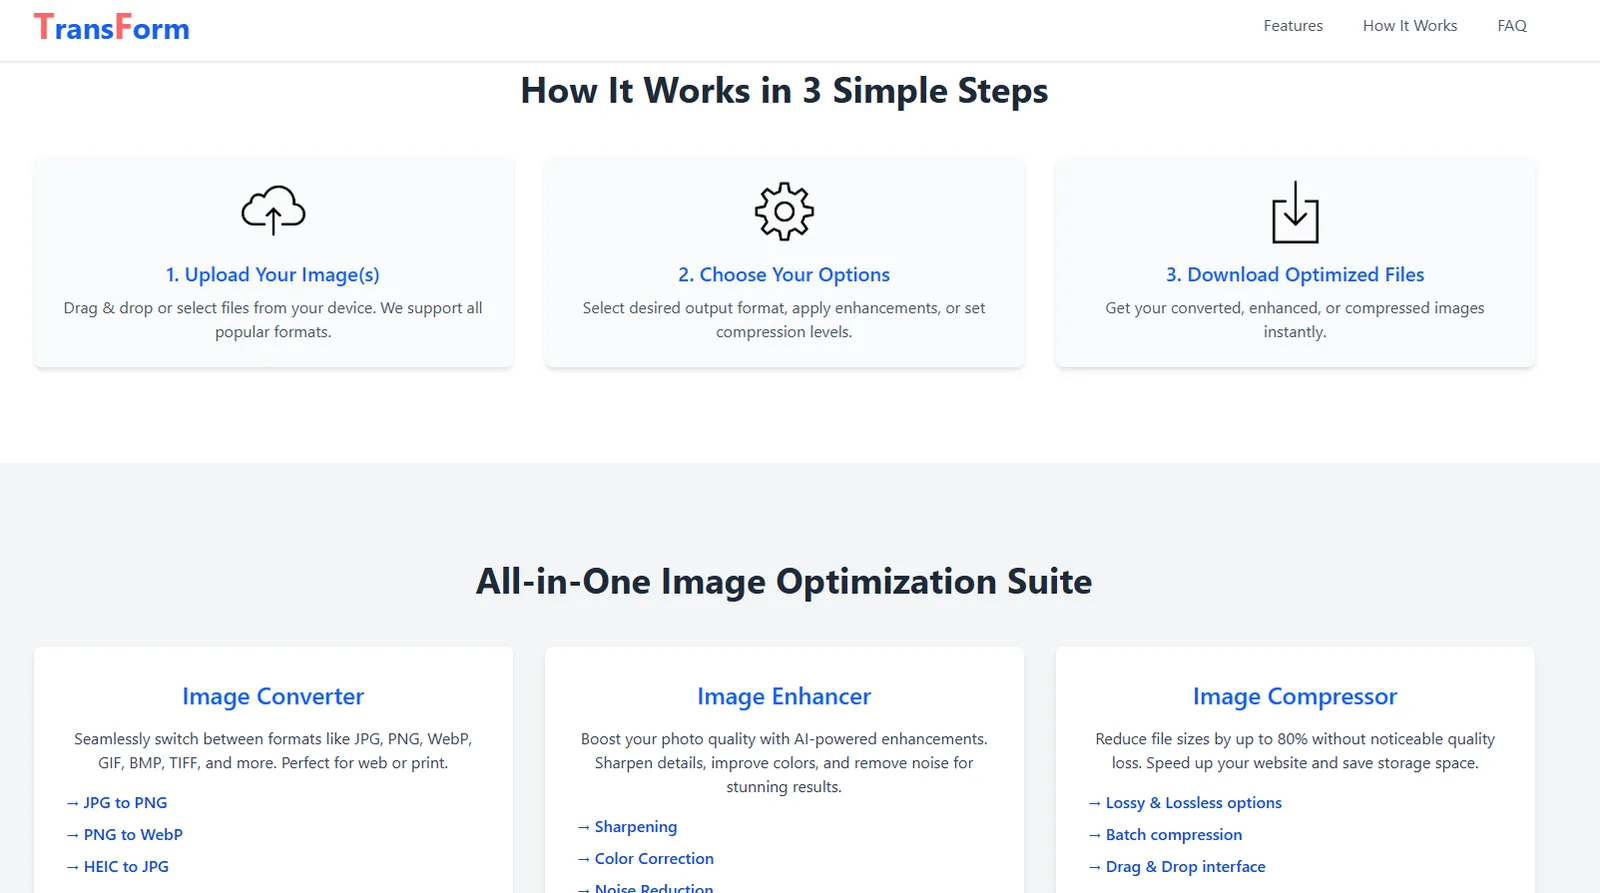 TransForm
Features
How It Works
FAQ
How It Works in 3 Simple Steps
1. Upload Your Image(s)
Drag & drop or select files from your device. We support all
popular formats.
2. Choose Your Options
Select desired output format, apply enhancements, or set
compression levels.
3. Download Optimized Files
Get your converted, enhanced, or compressed images
instantly.
All-in-One Image Optimization Suite
Image Converter
Seamlessly switch between formats like JPG, PNG, WebP,
GIF, BMP, TIFF, and more. Perfect for web or print.
→ JPG to PNG
→ PNG to WebP
→ HEIC to JPG
Image Enhancer
Boost your photo quality with AI-powered enhancements.
Sharpen details, improve colors, and remove noise for
stunning results.
→ Sharpening
→ Color Correction
→ Noise Reduction
Image Compressor
Reduce file sizes by up to 80% without noticeable quality
loss. Speed up your website and save storage space.
→ Lossy & Lossless options
→ Batch compression
→ Drag & Drop interface